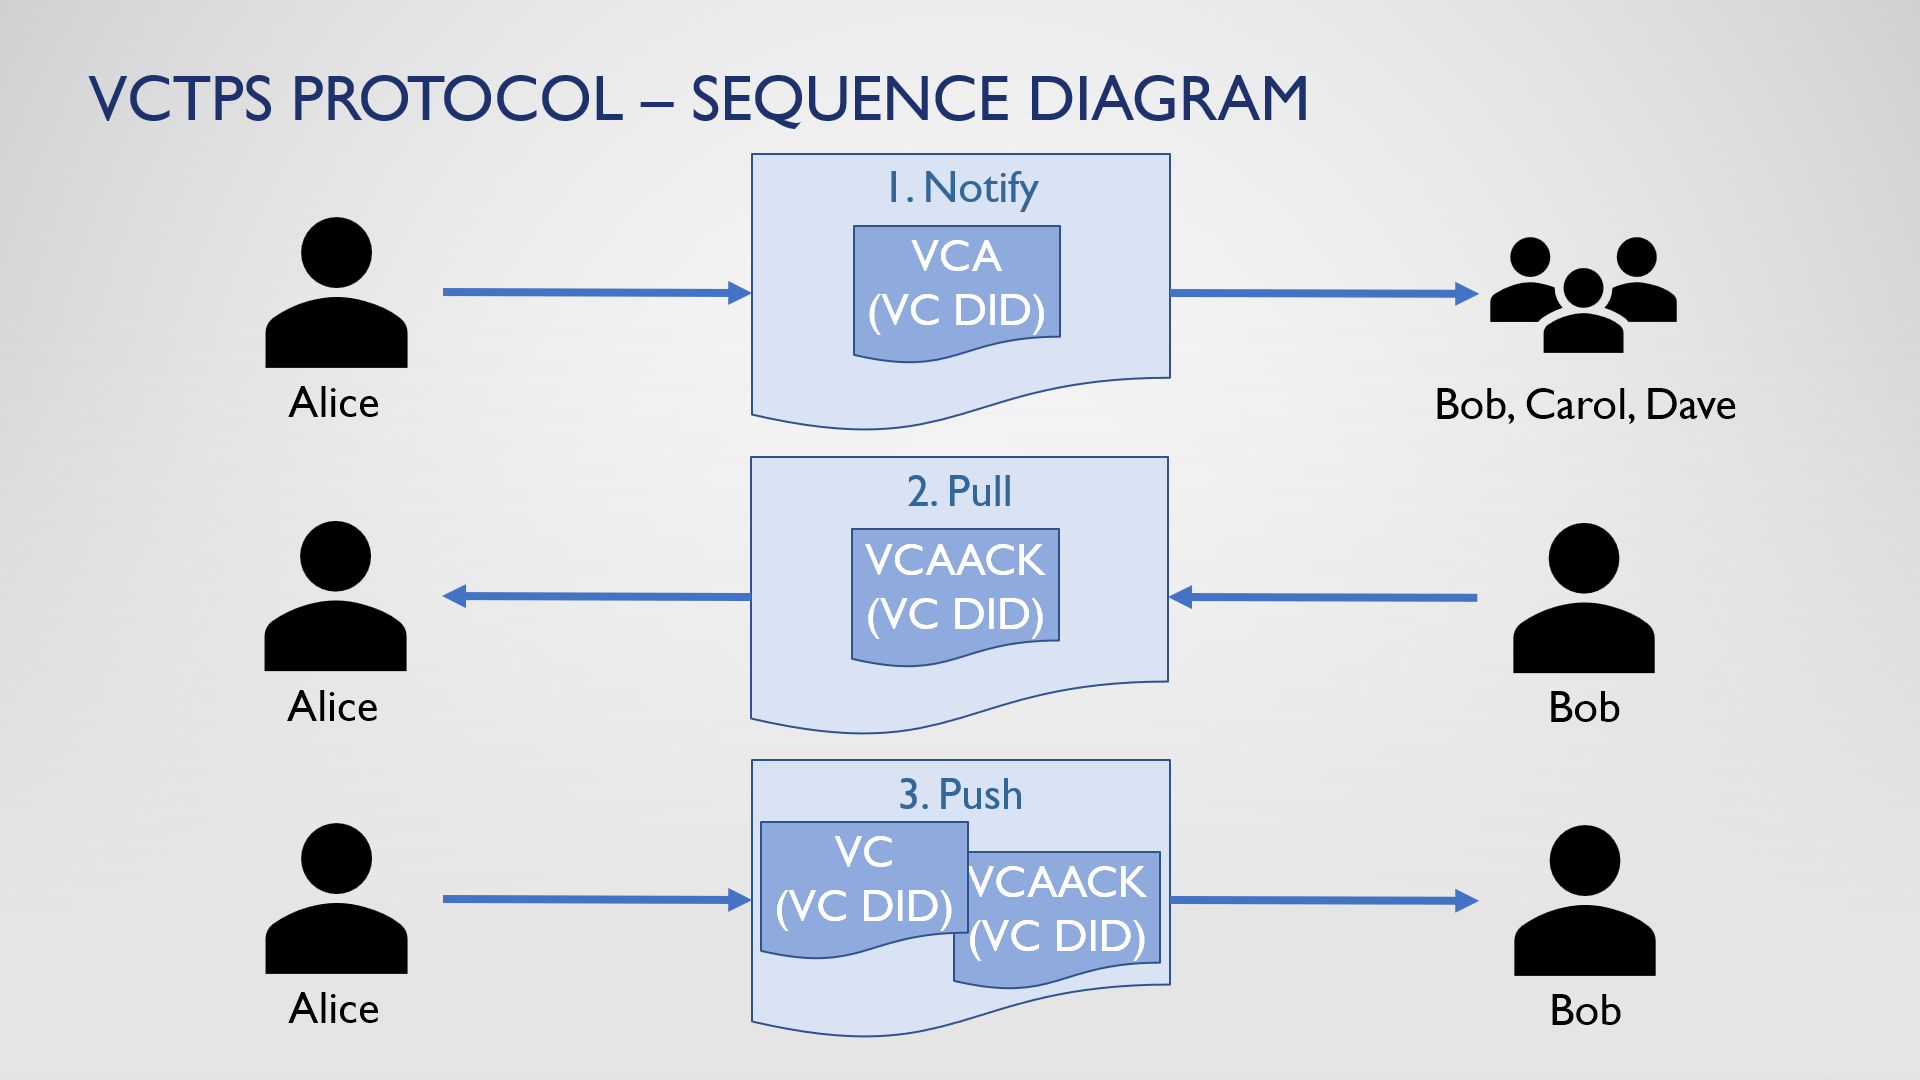 VCTPS PROTOCOL – SEQUENCE DIAGRAM
1. Notify
VCA
(VC DID)
Alice
Bob, Carol, Dave
2. Pull
VCAACK
(VC DID)
Alice
Bob
3. Push
VC
(VC DID)
VCAACK
(VC DID)
Alice
Bob